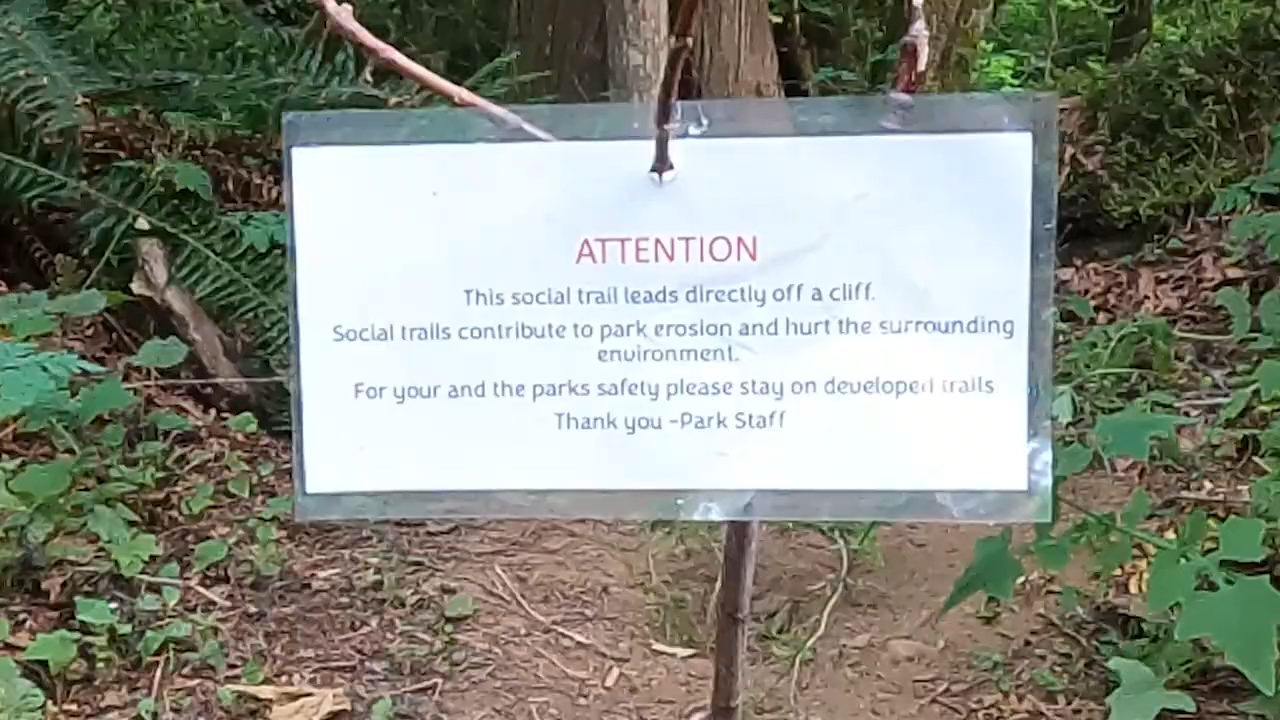 ATTENTION
This social trail leads directly off a cliff.
Social trails contribute to park erosion and hurt the surrounding
environment.
For your and the parks safety please stay on developed trails
Thank you -Park Staff